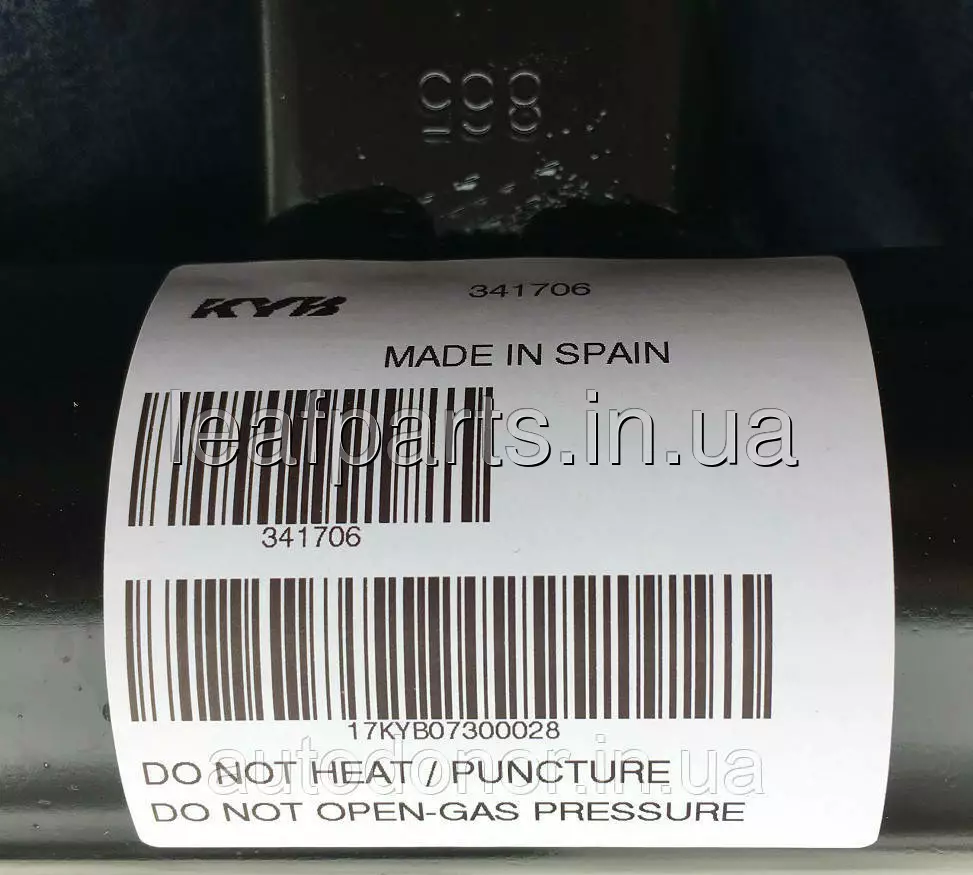 KYB
341706
MADE IN SPAIN
leafparts.in.ua
341706
17KYB07300028
autodonor.in.ua
DO NOT HEAT / PUNCTURE
DO NOT OPEN-GAS PRESSURE